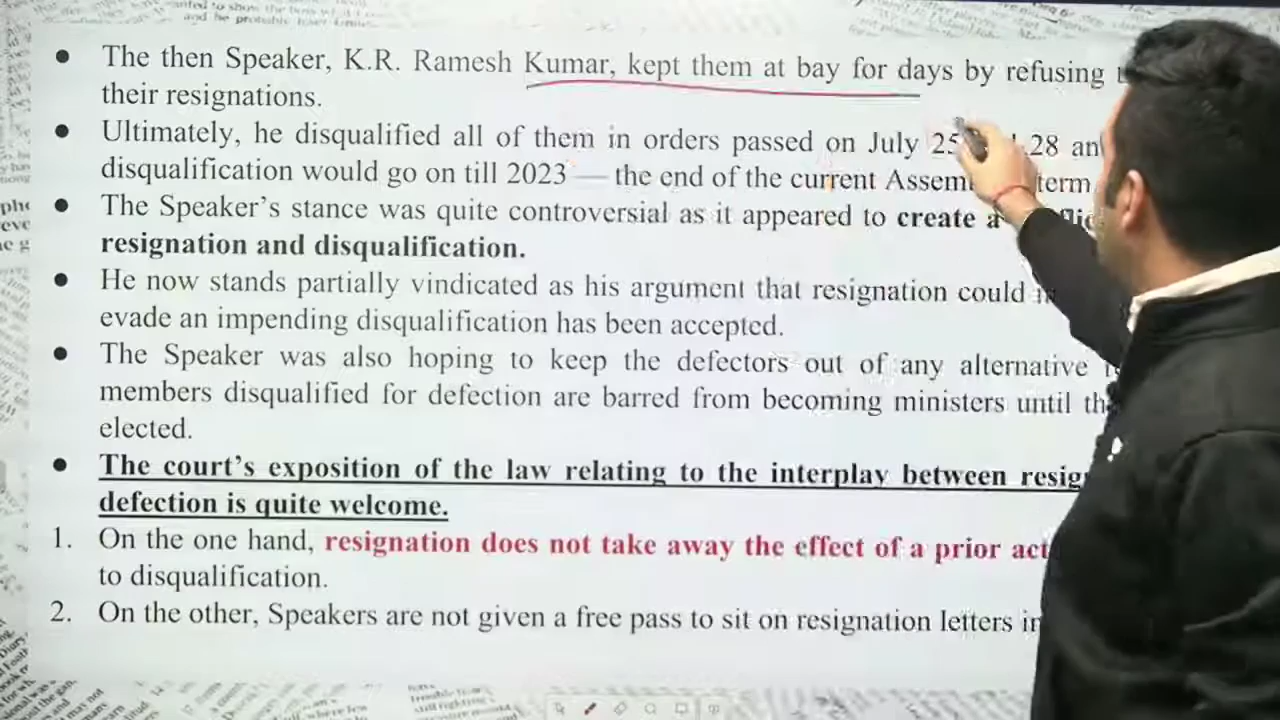 ● The then Speaker, K.R. Ramesh Kumar, kept them at bay for days by refusing
their resignations.
● Ultimately, he disqualified all of them in orders passed on July 25 28
disqualification would go on till 2023 — the end of the current term
● The Speaker's stance was quite controversial as it appeared to create a
resignation and disqualification.
● He now stands partially vindicated as his argument that resignation could
evade an impending disqualification has been accepted.
● The Speaker was also hoping to keep the defectors out of any alternative
members disqualified for defection are barred from becoming ministers until
elected.
● The court's exposition of the law relating to the interplay between
defection is quite welcome.
1. On the one hand, resignation does not take away the effect of a prior act
to disqualification.
2. On the other, Speakers are not given a free pass to sit on resignation letters